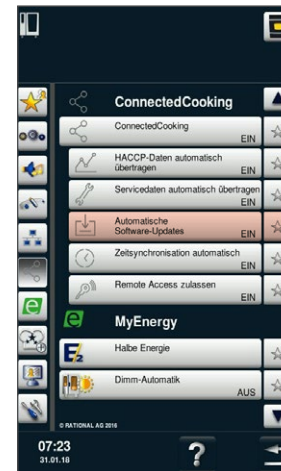 ConnectedCooking
ConnectedCooking
EIN
HACCP-Daten automatisch
übertragen
EIN
Servicedaten automatisch übertragen
EIN
Automatische
Software-Updates
EIN
Zeitsynchronisation automatisch
EIN
Remote Access zulassen
EIN
MyEnergy
Halbe Energie
Dimm-Automatik
AUS
© RATIONAL AG 2016
07:23
31.01.18
?